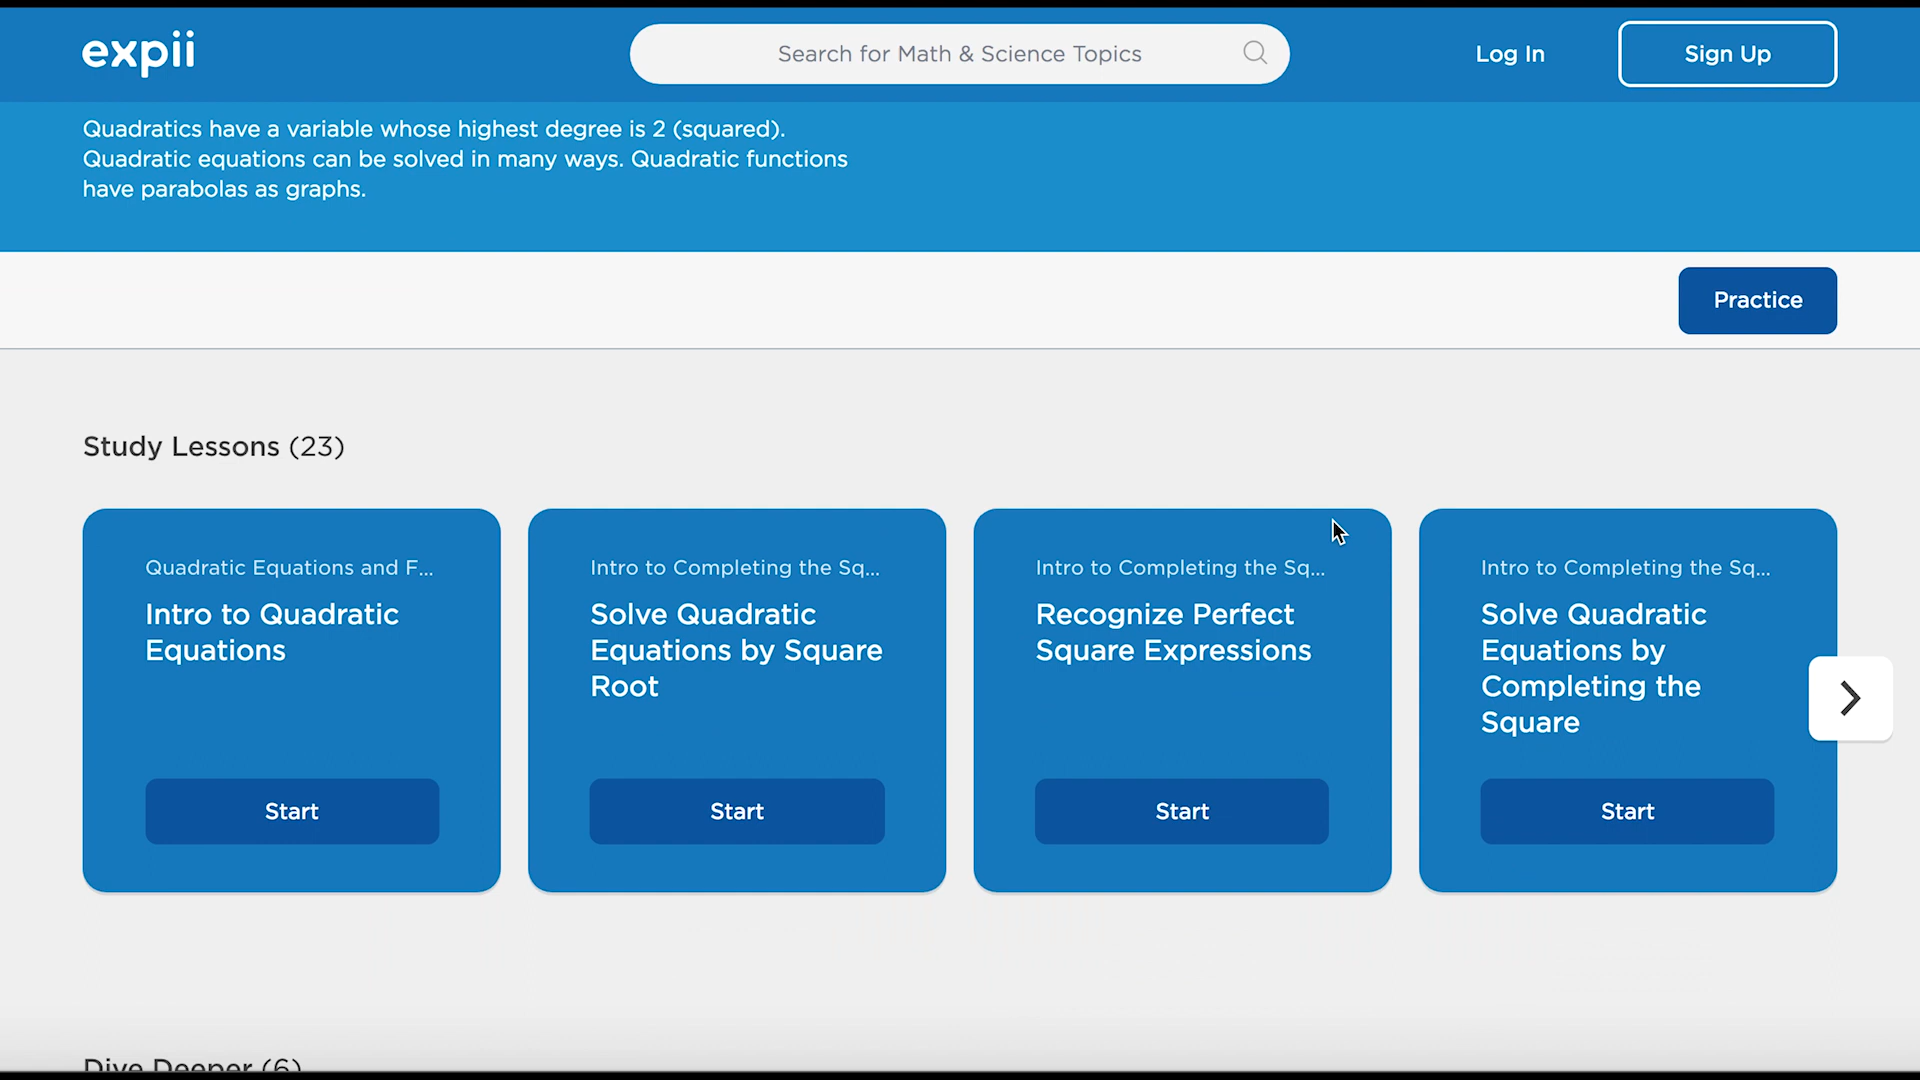 expii
Search for Math & Science Topics
Log In
Sign Up
Quadratics have a variable whose highest degree is 2 (squared).
Quadratic equations can be solved in many ways. Quadratic functions
have parabolas as graphs.
Practice
Study Lessons (23)
Quadratic Equations and F...
Intro to Quadratic
Equations
Start
Intro to Completing the Sq...
Solve Quadratic
Equations by Square
Root
Start
Intro to Completing the Sq...
Recognize Perfect
Square Expressions
Start
Intro to Completing the Sq...
Solve Quadratic
Equations by
Completing the
Square
Start
Dive Deeper (6)